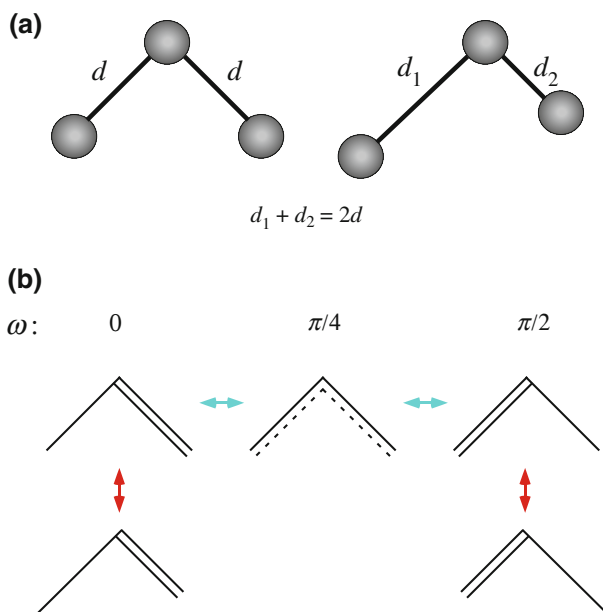 (a)
d d d₁ d₂
d₁ + d₂ = 2d
(b)
ω: 0 π/4 π/2